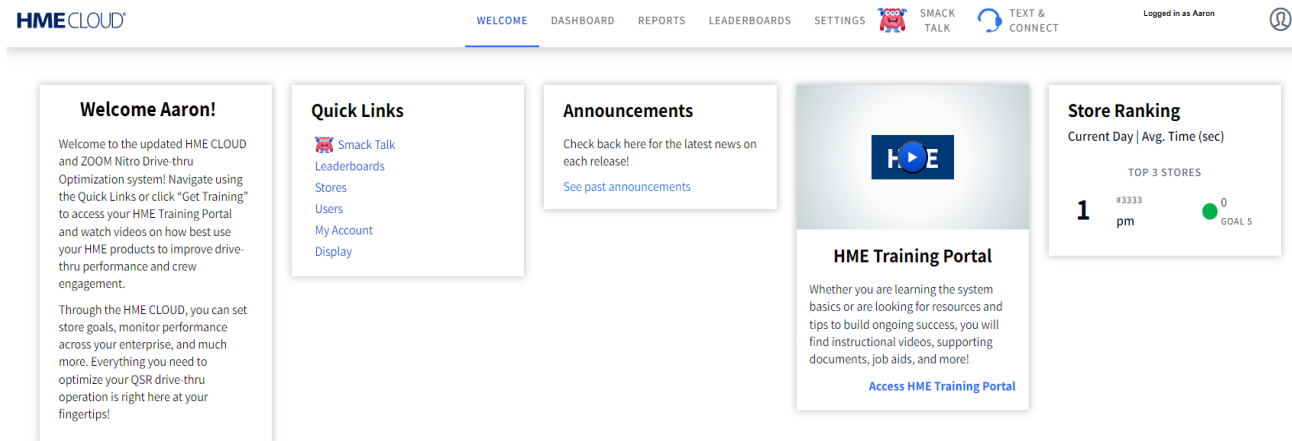 HME CLOUD®
WELCOME
DASHBOARD
REPORTS
LEADERBOARDS
SETTINGS
SMACK
TALK
TEXT &
CONNECT
Logged in as Aaron
Welcome Aaron!
Welcome to the updated HME CLOUD
and ZOOM Nitro Drive-thru
Optimization system! Navigate using
the Quick Links or click “Get Training”
to access your HME Training Portal
and watch videos on how best use
your HME products to improve drive-
thru performance and crew
engagement.
Through the HME CLOUD, you can set
store goals, monitor performance
across your enterprise, and much
more. Everything you need to
optimize your QSR drive-thru
operation is right here at your
fingertips!
Quick Links
Smack Talk
Leaderboards
Stores
Users
My Account
Display
Announcements
Check back here for the latest news on
each release!
See past announcements
HME
HME Training Portal
Whether you are learning the system
basics or are looking for resources and
tips to build ongoing success, you will
find instructional videos, supporting
documents, job aids, and more!
Access HME Training Portal
Store Ranking
Current Day | Avg. Time (sec)
TOP 3 STORES
1
#3333
pm
0
GOAL 5